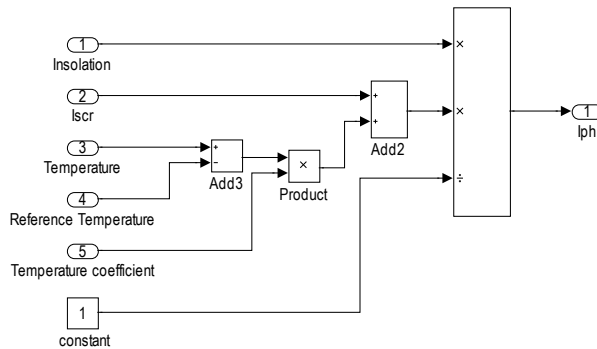 1
Insolation
2
Iscr
3
Temperature
4
Reference Temperature
5
Temperature coefficient
1
constant
+
−
Add3
×
Product
+
+
Add2
×
×
÷
1
Iph